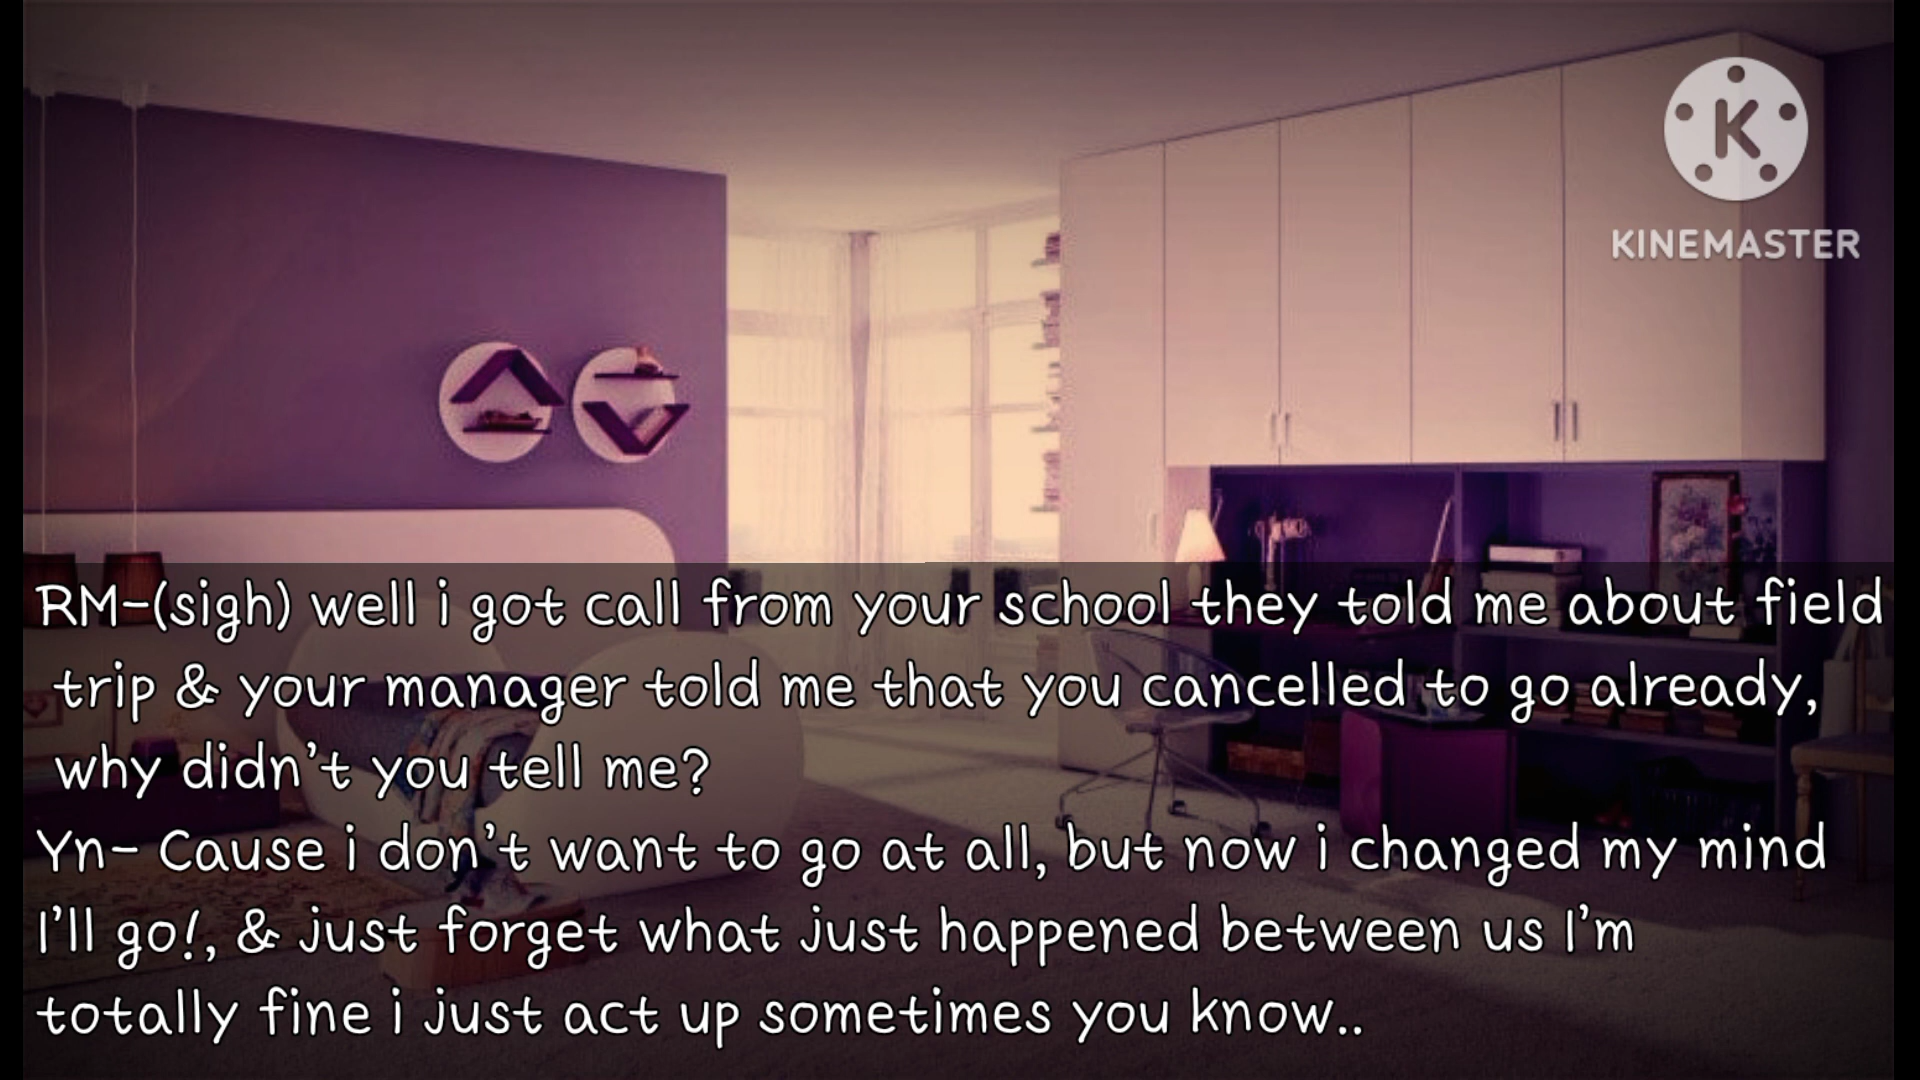 K
KINEMASTER
RM-(sigh) well i got call from your school they told me about field
trip & your manager told me that you cancelled to go already,
why didn't you tell me?
Yn- Cause i don't want to go at all, but now i changed my mind
I'll go!, & just forget what just happened between us I'm
totally fine i just act up sometimes you know..